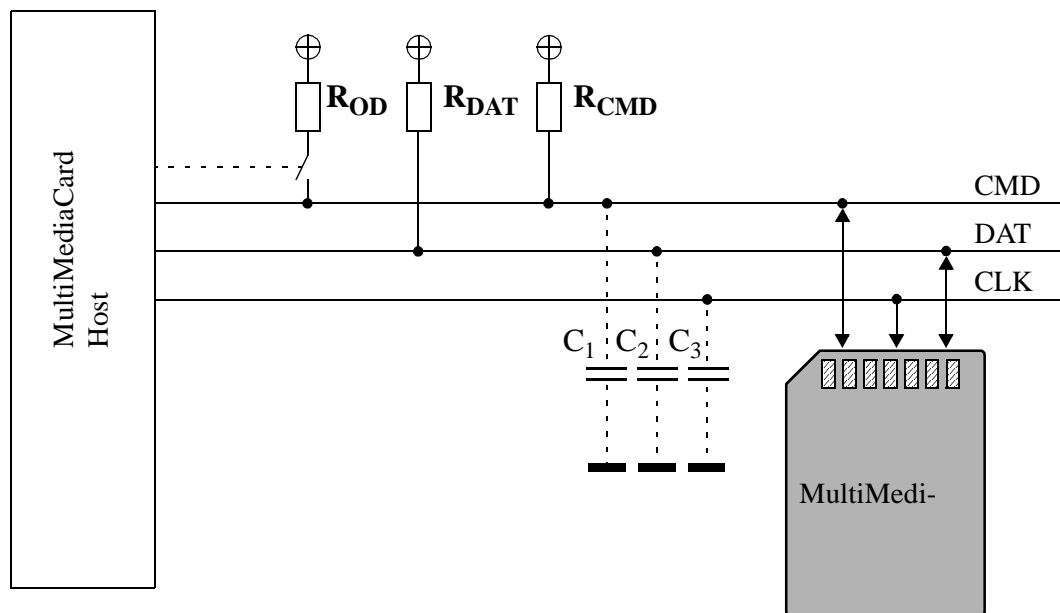 MultiMediaCard
Host
R_OD
R_DAT
R_CMD
CMD
DAT
CLK
C_1
C_2
C_3
MultiMedi-